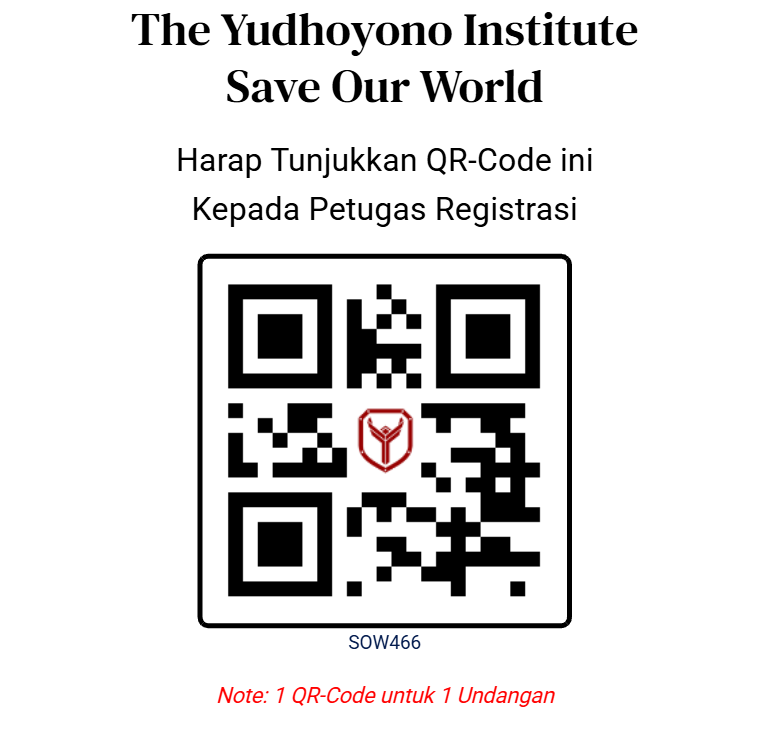 The Yudhoyono Institute
Save Our World
Harap Tunjukkan QR-Code ini
Kepada Petugas Registrasi
SOW466
Note: 1 QR-Code untuk 1 Undangan